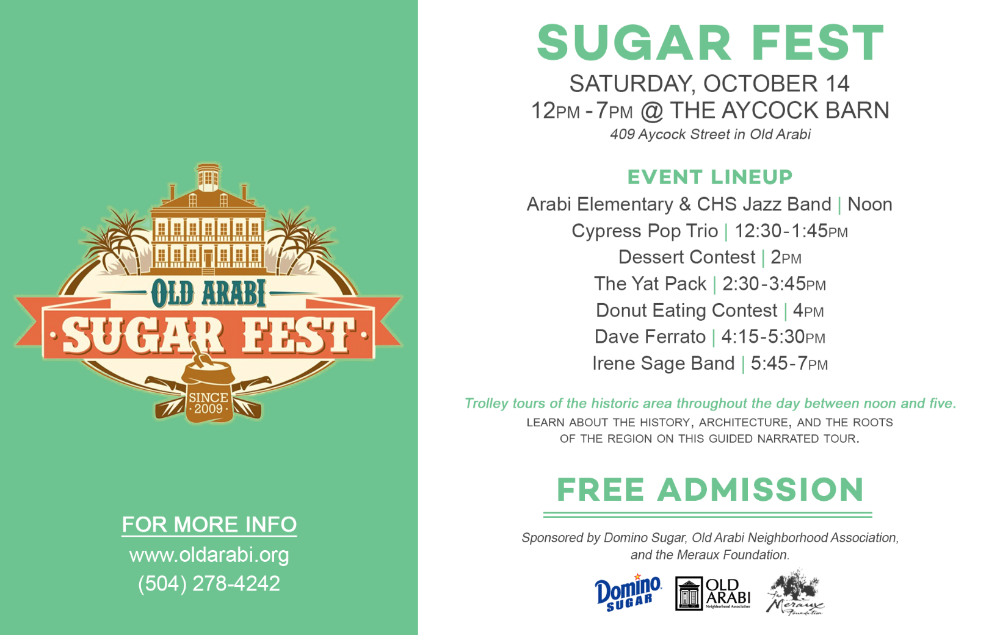 OLD ARABI
· SUGAR FEST ·
SINCE
· 2009 ·
FOR MORE INFO
www.oldarabi.org
(504) 278-4242
SUGAR FEST
SATURDAY, OCTOBER 14
12PM - 7PM @ THE AYCOCK BARN
409 Aycock Street in Old Arabi
EVENT LINEUP
Arabi Elementary & CHS Jazz Band | Noon
Cypress Pop Trio | 12:30-1:45PM
Dessert Contest | 2PM
The Yat Pack | 2:30-3:45PM
Donut Eating Contest | 4PM
Dave Ferrato | 4:15-5:30PM
Irene Sage Band | 5:45-7PM
Trolley tours of the historic area throughout the day between noon and five.
LEARN ABOUT THE HISTORY, ARCHITECTURE, AND THE ROOTS
OF THE REGION ON THIS GUIDED NARRATED TOUR.
FREE ADMISSION
Sponsored by Domino Sugar, Old Arabi Neighborhood Association,
and the Meraux Foundation.
Domino
SUGAR
OLD
ARABI
Neighborhood Association
The
Meraux
Foundation